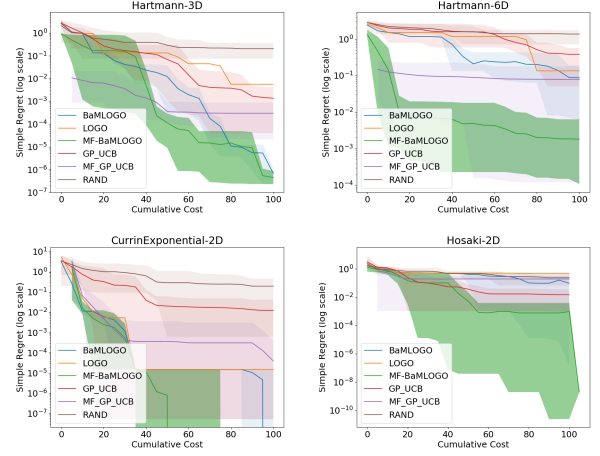 Hartmann-3D
Simple Regret (log scale)
10^0
10^-1
10^-2
10^-3
10^-4
10^-5
10^-6
10^-7
BaMLOGO
LOGO
MF-BaMLOGO
GP_UCB
MF_GP_UCB
RAND
0 20 40 60 80 100
Cumulative Cost
Hartmann-6D
Simple Regret (log scale)
10^0
10^-1
10^-2
10^-3
10^-4
BaMLOGO
LOGO
MF-BaMLOGO
GP_UCB
MF_GP_UCB
RAND
0 20 40 60 80 100
Cumulative Cost
CurrinExponential-2D
Simple Regret (log scale)
10^1
10^0
10^-1
10^-2
10^-3
10^-4
10^-5
10^-6
10^-7
BaMLOGO
LOGO
MF-BaMLOGO
GP_UCB
MF_GP_UCB
RAND
0 20 40 60 80 100
Cumulative Cost
Hosaki-2D
Simple Regret (log scale)
10^0
10^-2
10^-4
10^-6
10^-8
10^-10
BaMLOGO
LOGO
MF-BaMLOGO
GP_UCB
MF_GP_UCB
RAND
0 20 40 60 80 100
Cumulative Cost